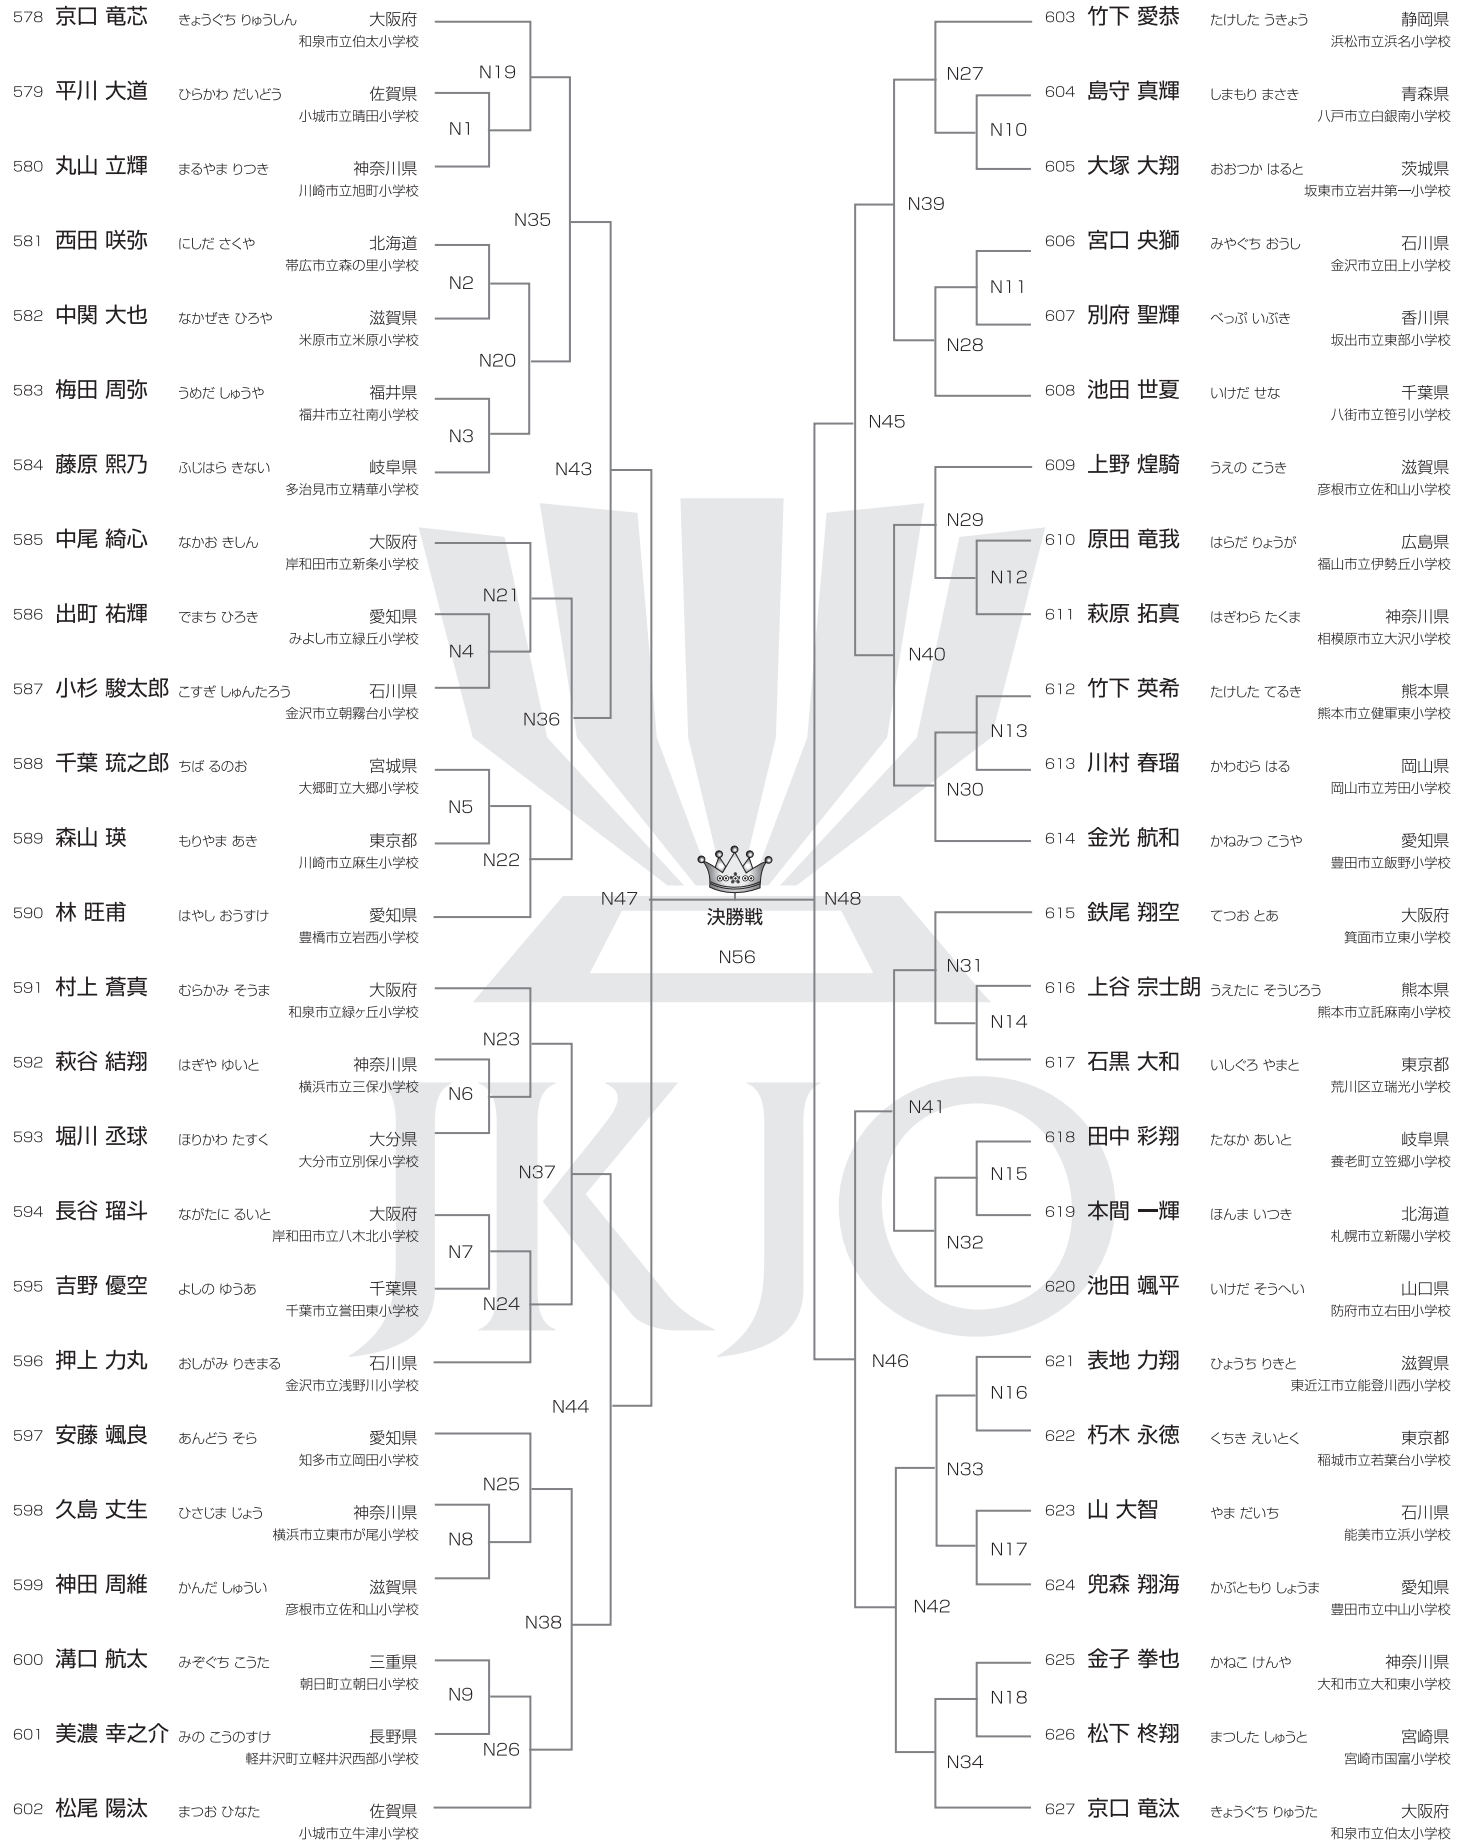 578 京口 竜芯 きょうぐち りゅうしん 大阪府
和泉市立伯太小学校
579 平川 大道 ひらかわ だいどう 佐賀県
小城市立晴田小学校
580 丸山 立輝 まるやま りつき 神奈川県
川崎市立旭町小学校
581 西田 咲弥 にしだ さくや 北海道
帯広市立森の里小学校
582 中関 大也 なかぜき ひろや 滋賀県
米原市立米原小学校
583 梅田 周弥 うめだ しゅうや 福井県
福井市立社南小学校
584 藤原 熙乃 ふじはら きない 岐阜県
多治見市立精華小学校
585 中尾 綺心 なかお きしん 大阪府
岸和田市立新条小学校
586 出町 祐輝 でまち ひろき 愛知県
みよし市立緑丘小学校
587 小杉 駿太郎 こすぎ しゅんたろう 石川県
金沢市立朝霧台小学校
588 千葉 琉之郎 ちば るのお 宮城県
大郷町立大郷小学校
589 森山 瑛 もりやま あき 東京都
川崎市立麻生小学校
590 林 旺甫 はやし おうすけ 愛知県
豊橋市立岩西小学校
591 村上 蒼真 むらかみ そうま 大阪府
和泉市立緑ヶ丘小学校
592 萩谷 結翔 はぎや ゆいと 神奈川県
横浜市立三保小学校
593 堀川 丞球 ほりかわ たすく 大分県
大分市立別保小学校
594 長谷 瑠斗 ながたに るいと 大阪府
岸和田市立八木北小学校
595 吉野 優空 よしの ゆうあ 千葉県
千葉市立誉田東小学校
596 押上 力丸 おしがみ りきまる 石川県
金沢市立浅野川小学校
597 安藤 颯良 あんどう そら 愛知県
知多市立岡田小学校
598 久島 丈生 ひさじま じょう 神奈川県
横浜市立東市が尾小学校
599 神田 周維 かんだ しゅうい 滋賀県
彦根市立佐和山小学校
600 溝口 航太 みぞぐち こうた 三重県
朝日町立朝日小学校
601 美濃 幸之介 みの こうのすけ 長野県
軽井沢町立軽井沢西部小学校
602 松尾 陽汰 まつお ひなた 佐賀県
小城市立牛津小学校
N19
N1
N35
N2
N20
N3
N43
N21
N4
N36
N5
N22
N47
N23
N6
N37
N7
N24
N44
N25
N8
N38
N9
N26
決勝戦
N56
JKJO
N48
N27
N10
N39
N11
N28
N45
N29
N12
N40
N13
N30
N31
N14
N41
N15
N32
N46
N16
N33
N17
N42
N18
N34
603 竹下 愛恭 たけした うきょう 静岡県
浜松市立浜名小学校
604 島守 真輝 しまもり まさき 青森県
八戸市立白銀南小学校
605 大塚 大翔 おおつか はると 茨城県
坂東市立岩井第一小学校
606 宮口 央獅 みやぐち おうし 石川県
金沢市立田上小学校
607 別府 聖輝 べっぷ いぶき 香川県
坂出市立東部小学校
608 池田 世夏 いけだ せな 千葉県
八街市立笹引小学校
609 上野 煌騎 うえの こうき 滋賀県
彦根市立佐和山小学校
610 原田 竜我 はらだ りょうが 広島県
福山市立伊勢丘小学校
611 萩原 拓真 はぎわら たくま 神奈川県
相模原市立大沢小学校
612 竹下 英希 たけした てるき 熊本県
熊本市立健軍東小学校
613 川村 春瑠 かわむら はる 岡山県
岡山市立芳田小学校
614 金光 航和 かねみつ こうや 愛知県
豊田市立飯野小学校
615 鉄尾 翔空 てつお とあ 大阪府
箕面市立東小学校
616 上谷 宗士朗 うえたに そうじろう 熊本県
熊本市立託麻南小学校
617 石黒 大和 いしぐろ やまと 東京都
荒川区立瑞光小学校
618 田中 彩翔 たなか あいと 岐阜県
養老町立笠郷小学校
619 本間 一輝 ほんま いつき 北海道
札幌市立新陽小学校
620 池田 颯平 いけだ そうへい 山口県
防府市立右田小学校
621 表地 力翔 ひょうち りきと 滋賀県
東近江市立能登川西小学校
622 朽木 永徳 くちき えいとく 東京都
稲城市立若葉台小学校
623 山 大智 やま だいち 石川県
能美市立浜小学校
624 兜森 翔海 かぶともり しょうま 愛知県
豊田市立中山小学校
625 金子 拳也 かねこ けんや 神奈川県
大和市立大和東小学校
626 松下 柊翔 まつした しゅうと 宮崎県
宮崎市国富小学校
627 京口 竜汰 きょうぐち りゅうた 大阪府
和泉市立伯太小学校